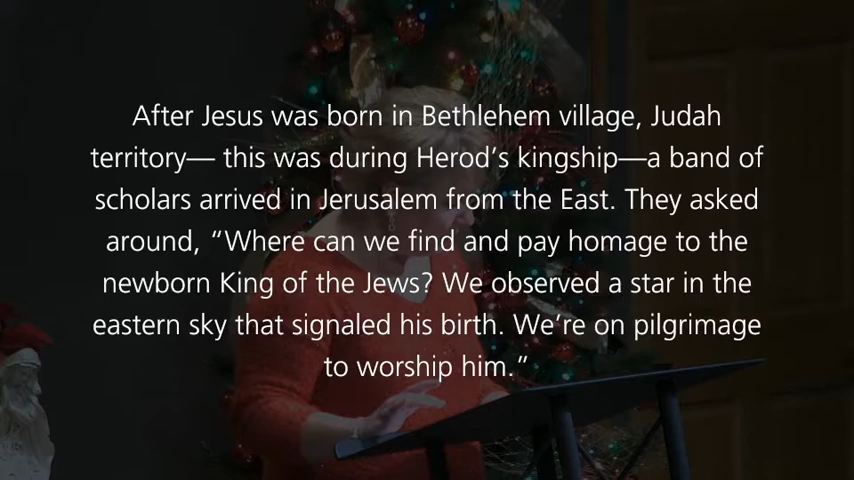 After Jesus was born in Bethlehem village, Judah
territory— this was during Herod’s kingship—a band of
scholars arrived in Jerusalem from the East. They asked
around, “Where can we find and pay homage to the
newborn King of the Jews? We observed a star in the
eastern sky that signaled his birth. We’re on pilgrimage
to worship him.”